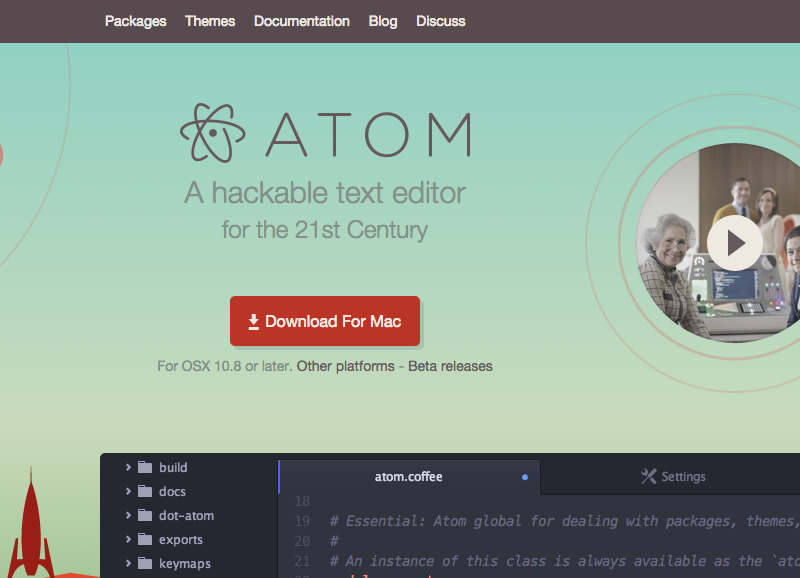 Packages Themes Documentation Blog Discuss
ATOM
A hackable text editor
for the 21st Century
Download For Mac
For OSX 10.8 or later. Other platforms - Beta releases
build
docs
dot-atom
exports
keymaps
atom.coffee
Settings
18
19 # Essential: Atom global for dealing with packages, themes,
20 #
21 # An instance of this class is always available as the